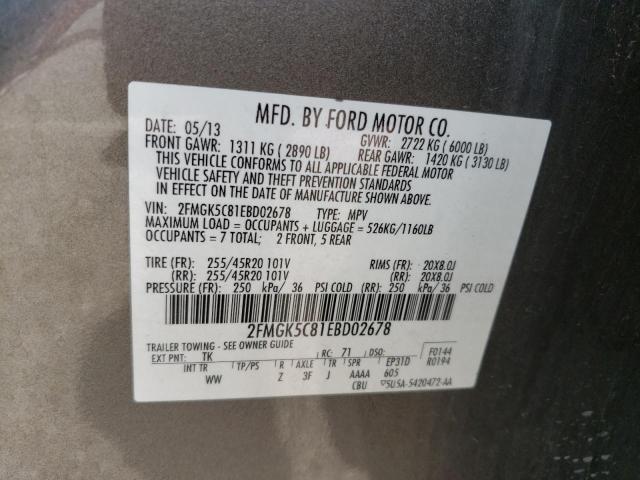 MFD. BY FORD MOTOR CO.
DATE: 05/13 GVWR: 2722 KG ( 6000 LB)
FRONT GAWR: 1311 KG ( 2890 LB) REAR GAWR: 1420 KG ( 3130 LB)
THIS VEHICLE CONFORMS TO ALL APPLICABLE FEDERAL MOTOR
VEHICLE SAFETY AND THEFT PREVENTION STANDARDS
IN EFFECT ON THE DATE OF MANUFACTURE SHOWN ABOVE.
VIN: 2FMGK5C81EBD02678 TYPE: MPV
MAXIMUM LOAD = OCCUPANTS + LUGGAGE = 526KG/1160LB
OCCUPANTS = 7 TOTAL; 2 FRONT, 5 REAR
TIRE (FR): 255/45R20 101V RIMS (FR): 20X8.0J
(RR): 255/45R20 101V (RR): 20X8.0J
PRESSURE (FR): 250 kPa/ 36 PSI COLD (RR): 250 kPa/ 36 PSI COLD
2FMGK5C81EBD02678
TRAILER TOWING - SEE OWNER GUIDE
EXT PNT: TK RC: 71 DSO: F0144
INT TR TP/PS R AXLE TR SPR EP31D R0194
WW Z 3F J AAAA 605
CBU 5U5A-5420472-AA